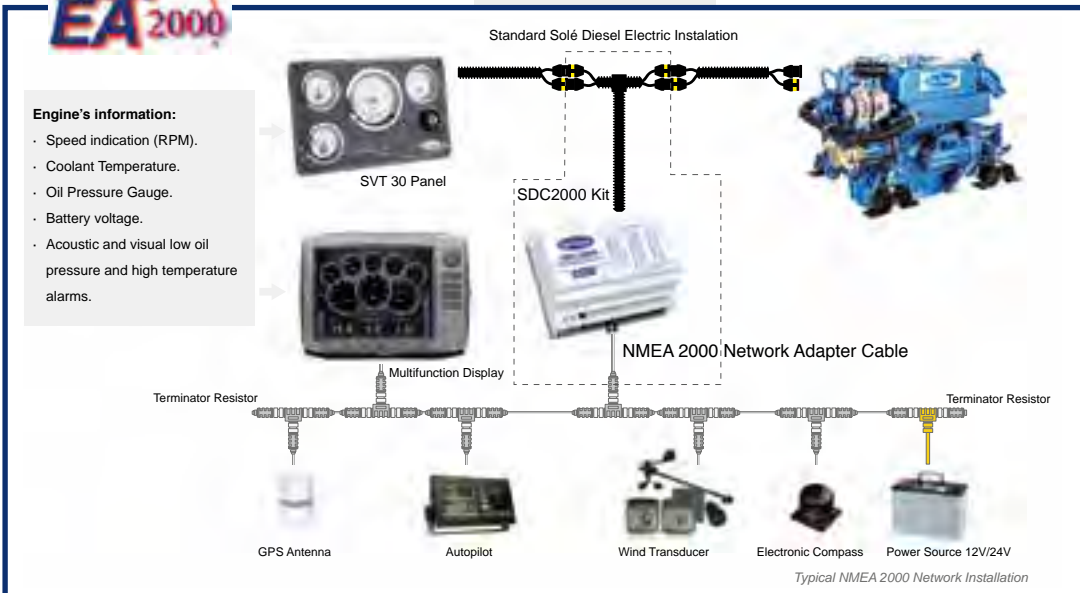 EA 2000
Standard Solé Diesel Electric Instalation
Engine's information:
· Speed indication (RPM).
· Coolant Temperature.
· Oil Pressure Gauge.
· Battery voltage.
· Acoustic and visual low oil
pressure and high temperature
alarms.
SVT 30 Panel
SDC2000 Kit
NMEA 2000 Network Adapter Cable
Multifunction Display
Terminator Resistor
Terminator Resistor
GPS Antenna
Autopilot
Wind Transducer
Electronic Compass
Power Source 12V/24V
Typical NMEA 2000 Network Installation